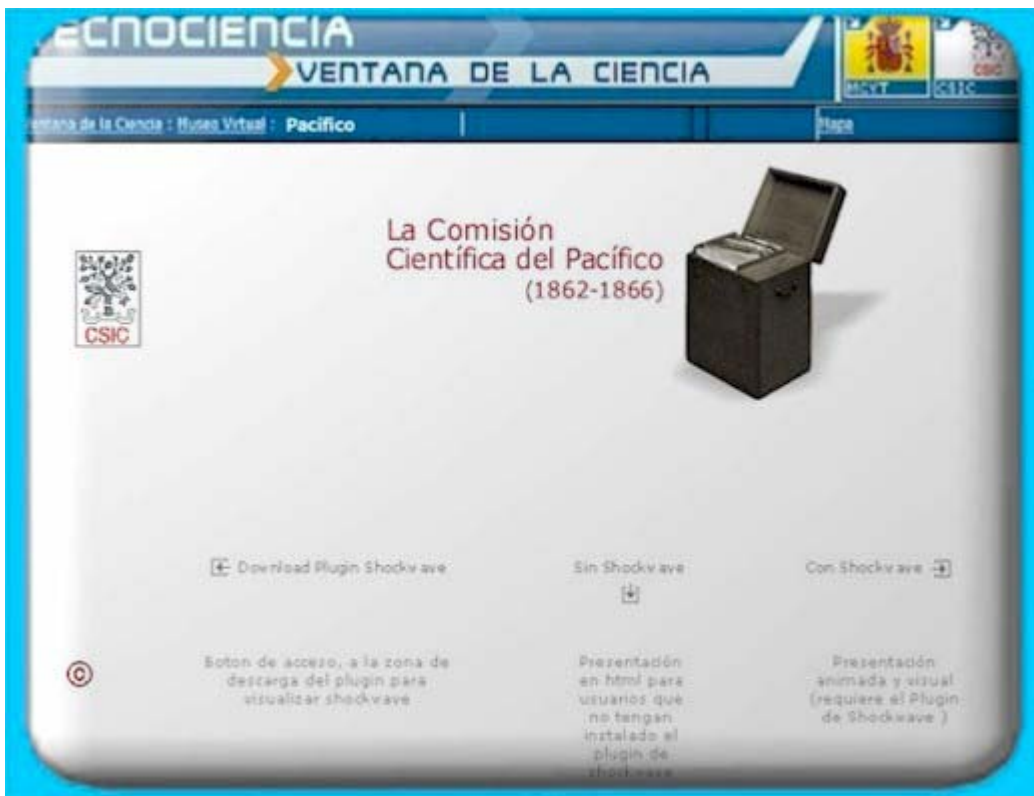 ECNOCIENCIA
VENTANA DE LA CIENCIA
MCYT
CSIC
CSIC
entana de la Ciencia : Museo Virtual : Pacífico
Mapa
La Comisión
Científica del Pacífico
(1862-1866)
CSIC
Download Plugin Shockwave
Sin Shockwave
Con Shockwave
©
Boton de acceso, a la zona de
descarga del plugin para
visualizar shockwave
Presentación
en html para
usuarios que
no tengan
instalado el
plugin de
shockwave
Presentación
animada y visual
(requiere el Plugin
de Shockwave )